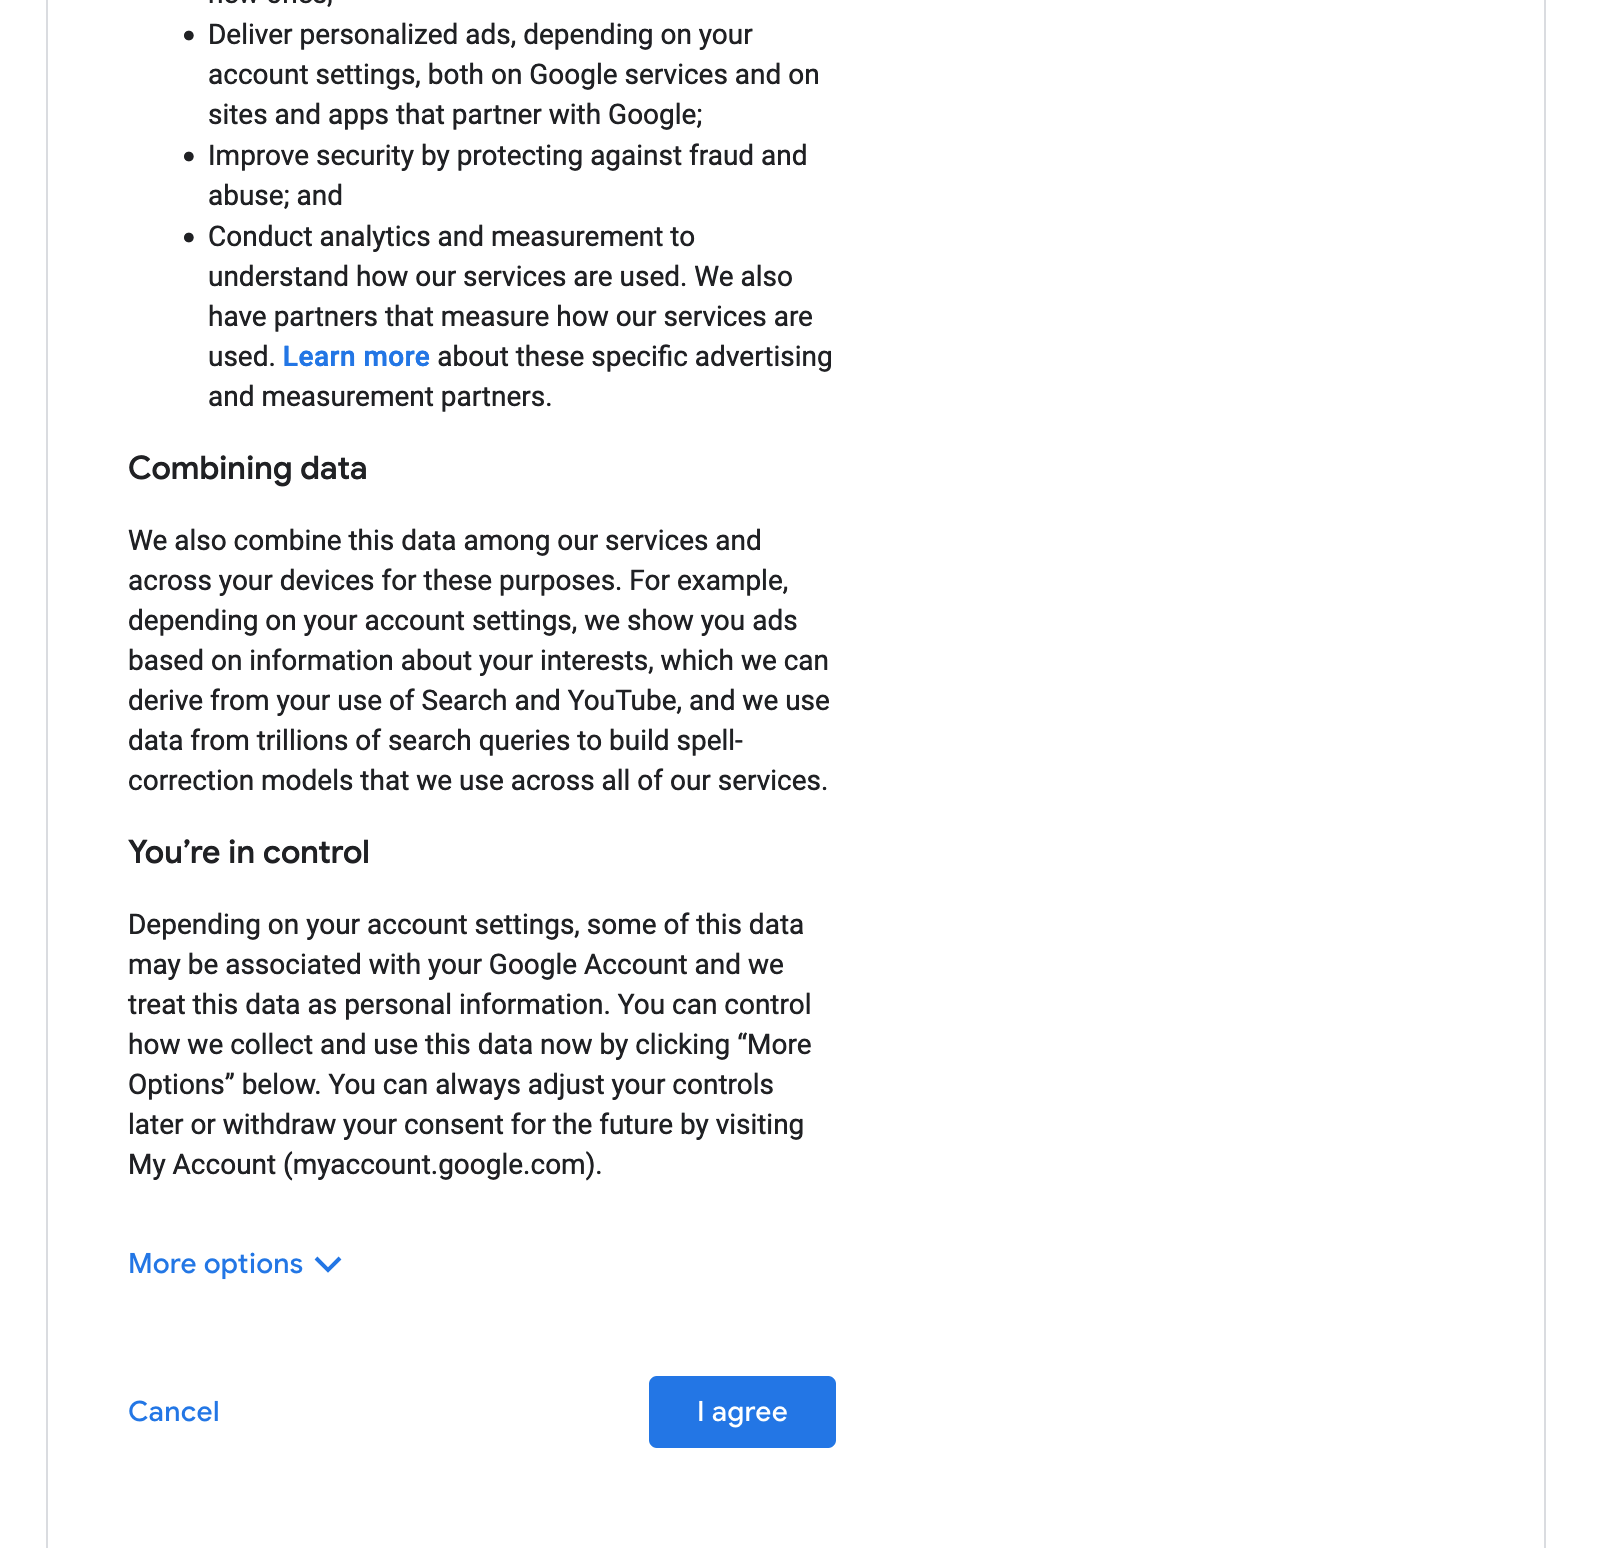 Deliver personalized ads, depending on your
account settings, both on Google services and on
sites and apps that partner with Google;
Improve security by protecting against fraud and
abuse; and
Conduct analytics and measurement to
understand how our services are used. We also
have partners that measure how our services are
used. Learn more about these specific advertising
and measurement partners.
Combining data
We also combine this data among our services and
across your devices for these purposes. For example,
depending on your account settings, we show you ads
based on information about your interests, which we can
derive from your use of Search and YouTube, and we use
data from trillions of search queries to build spell-
correction models that we use across all of our services.
You’re in control
Depending on your account settings, some of this data
may be associated with your Google Account and we
treat this data as personal information. You can control
how we collect and use this data now by clicking “More
Options” below. You can always adjust your controls
later or withdraw your consent for the future by visiting
My Account (myaccount.google.com).
More options
Cancel
I agree